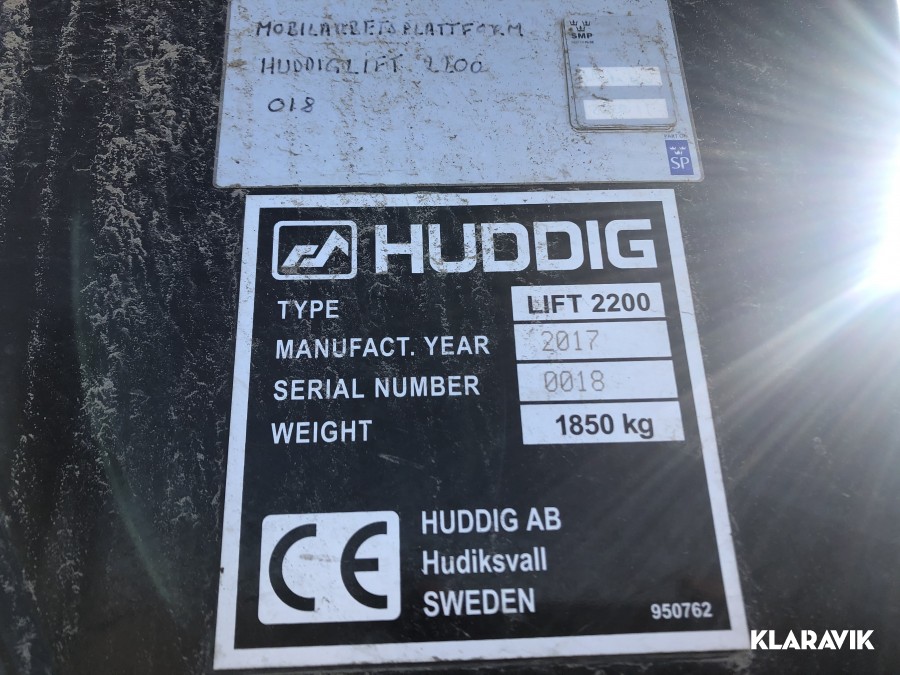 MOBILARBETSPLATTFORM
HUDDIGLIFT 2200
018
SMP
SP
HUDDIG
TYPE LIFT 2200
MANUFACT. YEAR 2017
SERIAL NUMBER 0018
WEIGHT 1850 kg
CE
HUDDIG AB
Hudiksvall
SWEDEN
950762
KLARAVIK